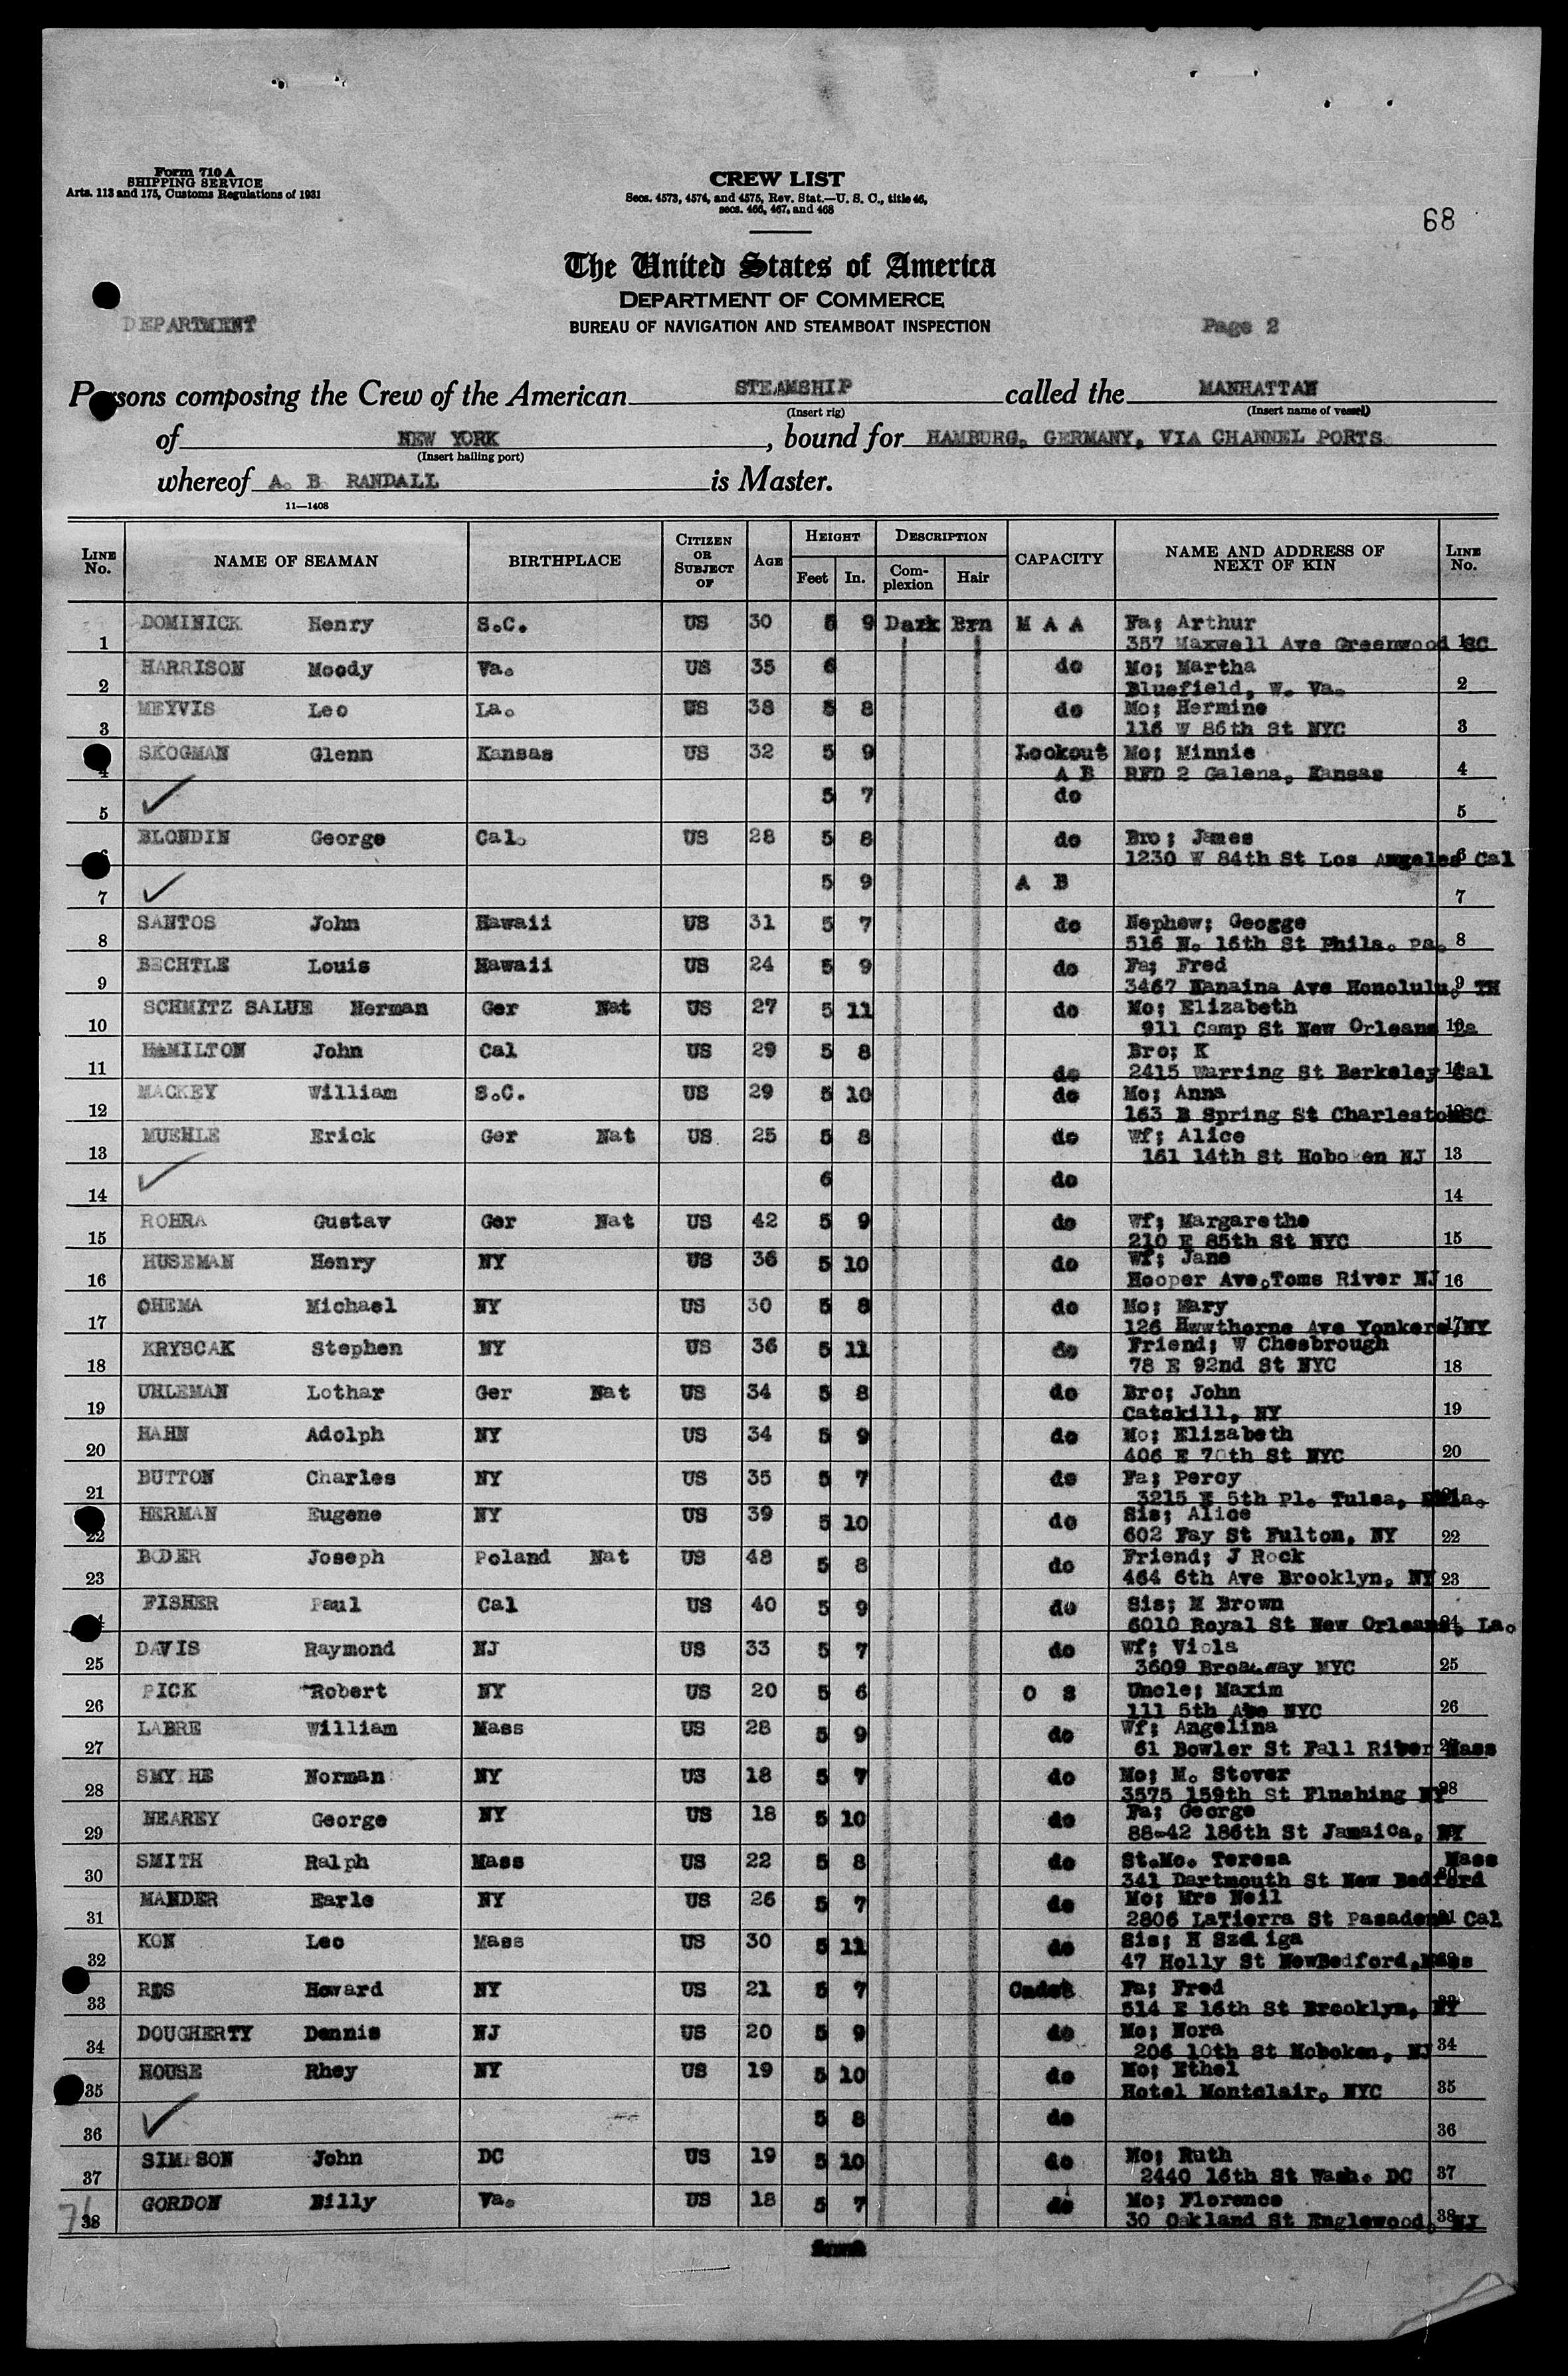 Form 710 A
SHIPPING SERVICE
Arts. 113 and 175, Customs Regulations of 1931
CREW LIST
Secs. 4573, 4574, and 4575, Rev. Stat.—U. S. C., title 46,
secs. 466, 467, and 468
68
The United States of America
DEPARTMENT OF COMMERCE
BUREAU OF NAVIGATION AND STEAMBOAT INSPECTION
DEPARTMENT
Page 2
Persons composing the Crew of the American STEAMSHIP called the MANHATTAN
(Insert rig) (Insert name of vessel)
of NEW YORK, bound for HAMBURG, GERMANY, VIA CHANNEL PORTS
(Insert hailing port)
whereof A. B RANDALL is Master.
11—1408
LINE No. NAME OF SEAMAN BIRTHPLACE CITIZEN OR SUBJECT OF AGE HEIGHT Feet In. DESCRIPTION Complexion Hair CAPACITY NAME AND ADDRESS OF NEXT OF KIN LINE No.
1 DOMINICK Henry S.C. US 30 5 9 Dark Brn M A A Fa; Arthur
357 Maxwell Ave Greenwood SC 1
2 HARRISON Moody Va. US 35 6 do Mo; Martha
Bluefield, W. Va. 2
3 MEYVIS Leo La. US 38 5 8 do Mo; Hermine
116 W 86th St NYC 3
4 SKOGMAN Glenn Kansas US 32 5 9 Lookout Mo; Minnie
A B RFD 2 Galena, Kansas 4
5 5 7 do 5
6 BLONDIN George Cal. US 28 5 8 do Bro; James
1230 W 84th St Los Angeles Cal 6
7 5 9 A B 7
8 SANTOS John Hawaii US 31 5 7 do Nephew; Geogge
516 N. 16th St Phila. Pa. 8
9 BECHTLE Louis Hawaii US 24 5 9 do Fa; Fred
3467 Kanaina Ave Honolulu, TH 9
10 SCHMITZ SALUE Herman Ger Nat US 27 5 11 do Mo; Elizabeth
911 Camp St New Orleans La 10
11 HAMILTON John Cal US 29 5 8 Bro; K
do 2415 Warring St Berkeley Cal 11
12 MACKEY William S.C. US 29 5 10 do Mo; Anna
163 B Spring St Charleston SC 12
13 MUEHLE Erick Ger Nat US 25 5 8 do Wf; Alice
161 14th St Hoboken NJ 13
14 6 do 14
15 ROHRA Gustav Ger Nat US 42 5 9 do Wf; Margarethe
210 E 85th St NYC 15
16 HUSEMAN Henry NY US 36 5 10 do Wf; Jane
Hooper Ave.Toms River NJ 16
17 CHEMA Michael NY US 30 5 8 do Mo; Mary
126 Hwwthorne Ave Yonkers, NY 17
18 KRYSCAK Stephen NY US 36 5 11 do Friend; W Chesbrough
78 E 92nd St NYC 18
19 UHLEMAN Lothar Ger Nat US 34 5 8 do Bro; John
Catskill, NY 19
20 HAHN Adolph NY US 34 5 9 do Mo; Elizabeth
406 E 70th St NYC 20
21 BUTTON Charles NY US 35 5 7 do Fa; Percy
3215 E 5th Pl. Tulsa, 21
22 HERMAN Eugene NY US 39 5 10 do Sis; Alice
602 Fay St Fulton, NY 22
23 BODER Joseph Poland Nat US 48 5 8 do Friend; J Rock
464 6th Ave Brooklyn, NY 23
24 FISHER Paul Cal US 40 5 9 do Sis; M Brown
6010 Royal St New Orleans, La. 24
25 DAVIS Raymond NJ US 33 5 7 do Wf; Viola
3609 Broadway NYC 25
26 PICK Robert NY US 20 5 6 O S Uncle; Maxim
111 5th Ave NYC 26
27 LABRE William Mass US 28 5 9 do Wf; Angelina
61 Bowler St Fall River Mass 27
28 SMYTHE Norman NY US 18 5 7 do Mo; M. Stover
3575 159th St Flushing NY 28
29 NEAREY George NY US 18 5 10 do Fa; George
88-42 186th St Jamaica, NY
30 SMITH Ralph Mass US 22 5 8 do St.Mo. Teresa Mass
341 Dartmouth St New Bedford 30
31 MANDER Earle NY US 26 5 7 do Mo; Mrs Neil
2806 LaTierra St Pasadena Cal 31
32 KON Leo Mass US 30 5 11 do Sis; H
47 Holly St NewBedford,Mass 32
33 Howard NY US 21 5 7 Cadet Fa; Fred
514 E 16th St Brooklyn, NY 33
34 DOUGHERTY Dennis NJ US 20 5 9 do Mo; Nora
206 10th St Hoboken, NJ 34
35 HOUSE Rhey NY US 19 5 10 do Mo; Ethel
Hotel Montclair, NYC 35
36 5 8 do 36
37 SIMPSON John DC US 19 5 10 do Mo; Ruth
2440 16th St Wash. DC 37
38 GORDON Billy Va. US 18 5 7 do Mo; Florence
30 Oakland St Englewood, NJ 38